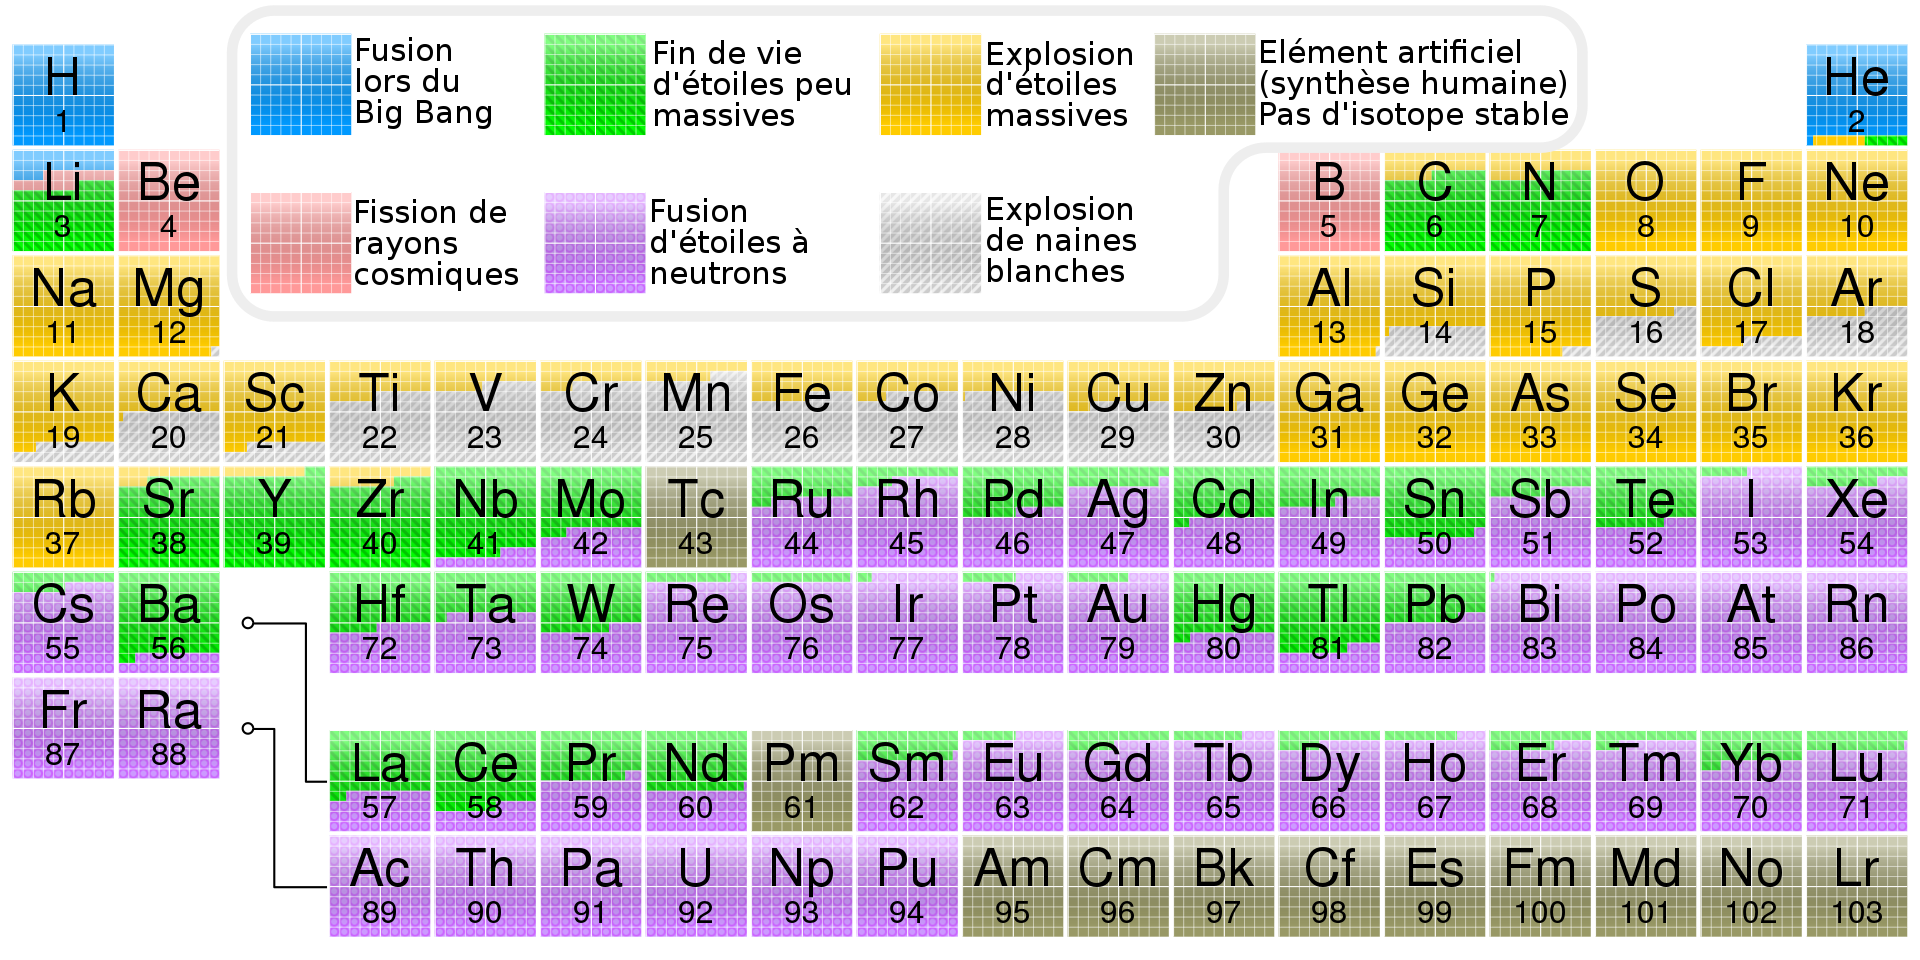 Fusion
lors du
Big Bang
Fin de vie
d'étoiles peu
massives
Explosion
d'étoiles
massives
Elément artificiel
(synthèse humaine)
Pas d'isotope stable
Fission de
rayons
cosmiques
Fusion
d'étoiles à
neutrons
Explosion
de naines
blanches
H He
1 2
Li Be B C N O F Ne
3 4 5 6 7 8 9 10
Na Mg Al Si P S Cl Ar
11 12 13 14 15 16 17 18
K Ca Sc Ti V Cr Mn Fe Co Ni Cu Zn Ga Ge As Se Br Kr
19 20 21 22 23 24 25 26 27 28 29 30 31 32 33 34 35 36
Rb Sr Y Zr Nb Mo Tc Ru Rh Pd Ag Cd In Sn Sb Te I Xe
37 38 39 40 41 42 43 44 45 46 47 48 49 50 51 52 53 54
Cs Ba Hf Ta W Re Os Ir Pt Au Hg Tl Pb Bi Po At Rn
55 56 72 73 74 75 76 77 78 79 80 81 82 83 84 85 86
Fr Ra
87 88
La Ce Pr Nd Pm Sm Eu Gd Tb Dy Ho Er Tm Yb Lu
57 58 59 60 61 62 63 64 65 66 67 68 69 70 71
Ac Th Pa U Np Pu Am Cm Bk Cf Es Fm Md No Lr
89 90 91 92 93 94 95 96 97 98 99 100 101 102 103